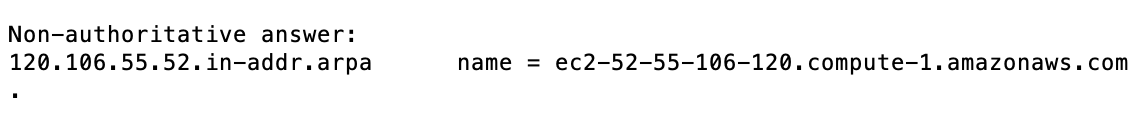 Non-authoritative answer:
120.106.55.52.in-addr.arpa      name = ec2-52-55-106-120.compute-1.amazonaws.com
.